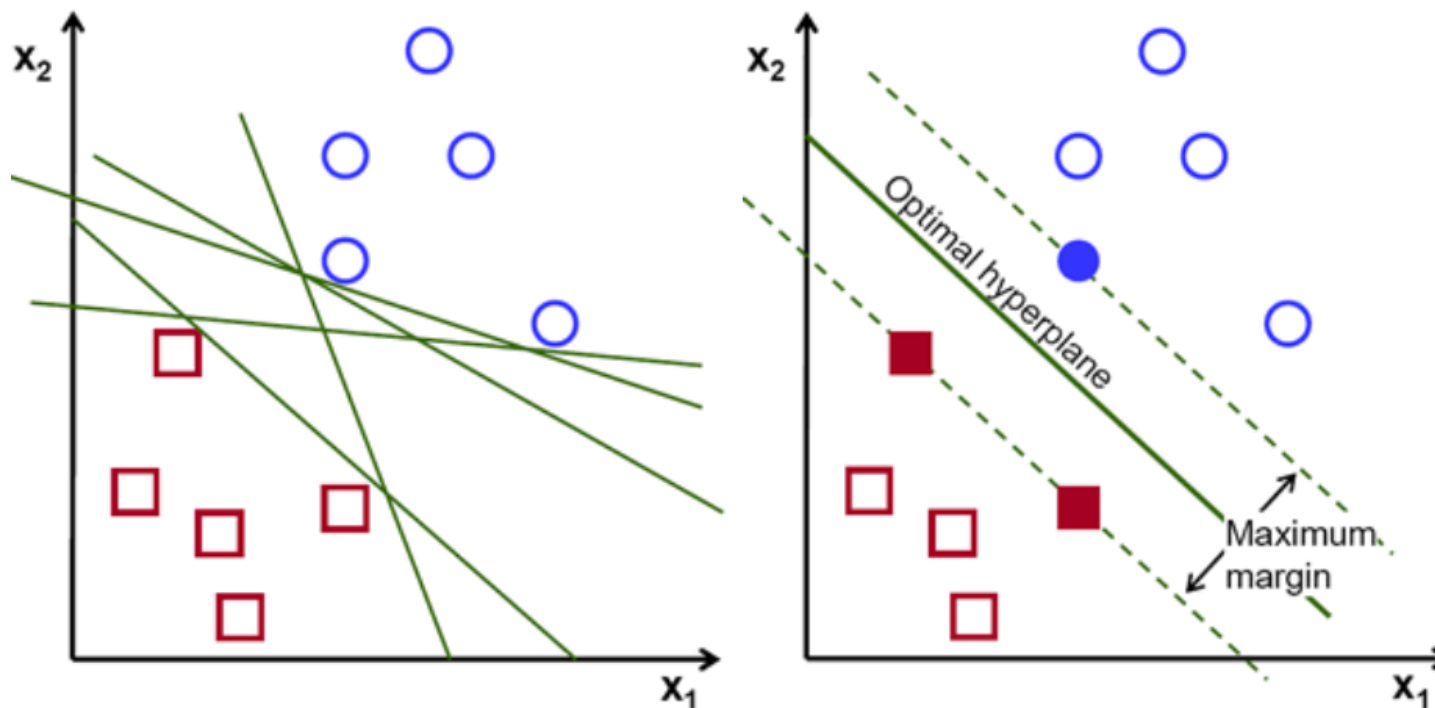 x₂
x₁
x₂
Optimal hyperplane
Maximum
margin
x₁